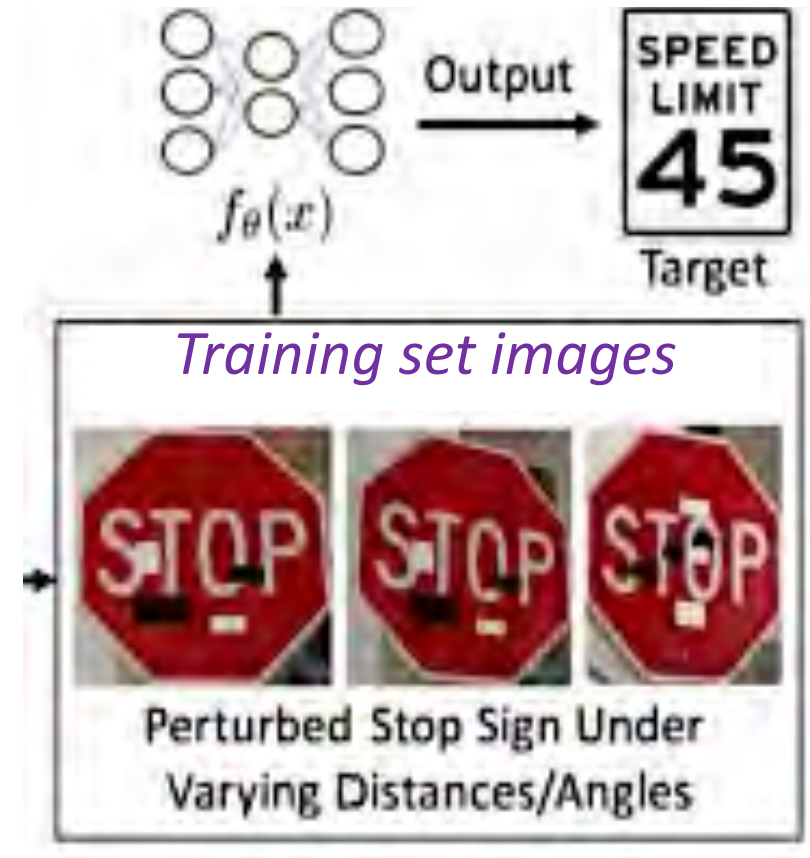 Output
SPEED
LIMIT
45
fθ(x)
Target
Training set images
STOP
STOP
STOP
Perturbed Stop Sign Under
Varying Distances/Angles